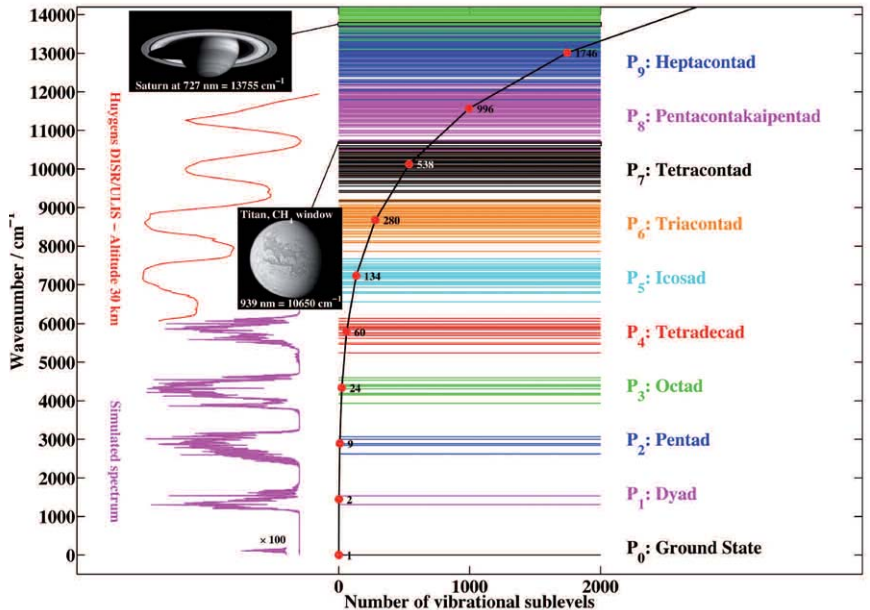 14000
13000
12000
11000
10000
9000
8000
7000
6000
5000
4000
3000
2000
1000
0
Wavenumber / cm⁻¹
Saturn at 727 nm = 13755 cm⁻¹
Huygens DISR/ULIS – Altitude 30 km
Titan, CH₄ window
939 nm = 10650 cm⁻¹
Simulated spectrum
× 100
1746
996
538
280
134
60
24
9
2
1
P₉: Heptacontad
P₈: Pentacontakaipentad
P₇: Tetracontad
P₆: Triacontad
P₅: Icosad
P₄: Tetradecad
P₃: Octad
P₂: Pentad
P₁: Dyad
P₀: Ground State
0 1000 2000
Number of vibrational sublevels